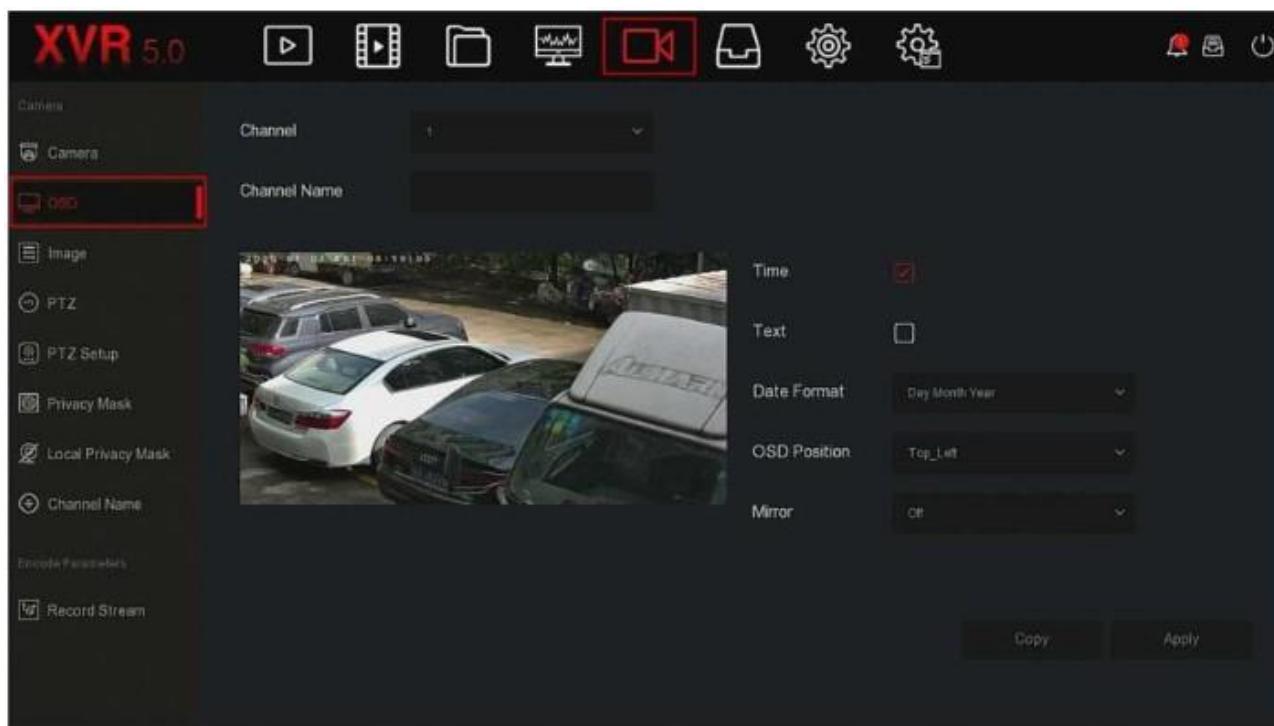 XVR 5.0
Camera
Camera
OSD
Image
PTZ
PTZ Setup
Privacy Mask
Local Privacy Mask
Channel Name
Encode Parameters
Record Stream
Channel
1
Channel Name
Time
Text
Date Format
Day Month Year
OSD Position
Top_Left
Mirror
Off
Copy
Apply